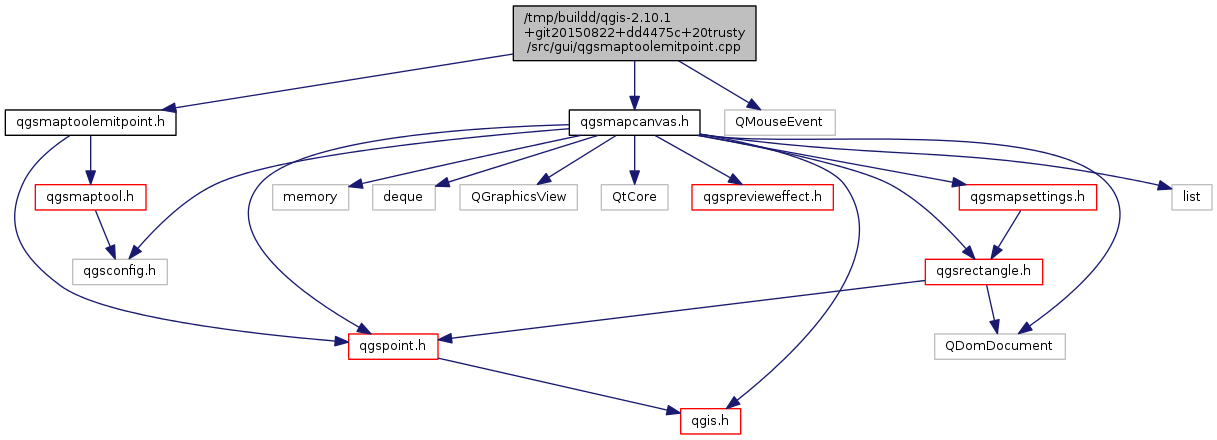 /tmp/buildd/qgis-2.10.1
+git20150822+dd4475c+20trusty
/src/gui/qgsmaptoolemitpoint.cpp
qgsmaptoolemitpoint.h
qgsmapcanvas.h
QMouseEvent
qgsmaptool.h
memory
deque
QGraphicsView
QtCore
qgsprevieweffect.h
qgsmapsettings.h
list
qgsconfig.h
qgsrectangle.h
qgspoint.h
QDomDocument
qgis.h